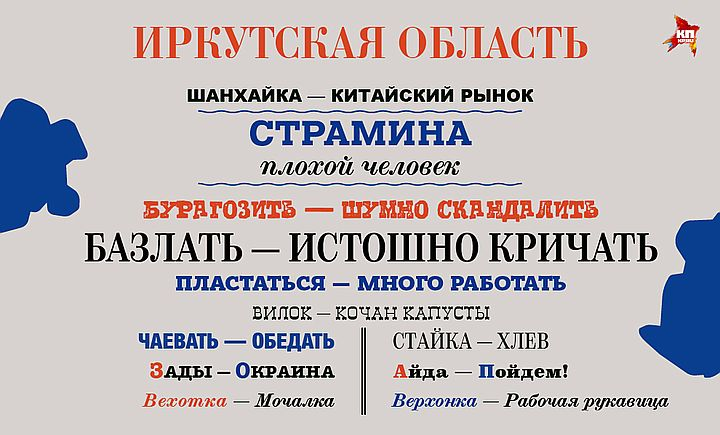 ИРКУТСКАЯ ОБЛАСТЬ
КП
ШАНХАЙКА — КИТАЙСКИЙ РЫНОК
СТРАМИНА
плохой человек
БУРАГОЗИТЬ — ШУМНО СКАНДАЛИТЬ
БАЗЛАТЬ — ИСТОШНО КРИЧАТЬ
ПЛАСТАТЬСЯ — МНОГО РАБОТАТЬ
ВИЛОК — КОЧАН КАПУСТЫ
ЧАЕВАТЬ — ОБЕДАТЬ
ЗАДЫ — ОКРАИНА
Вехотка — Мочалка
СТАЙКА — ХЛЕВ
Айда — Пойдем!
Верхонка — Рабочая рукавица